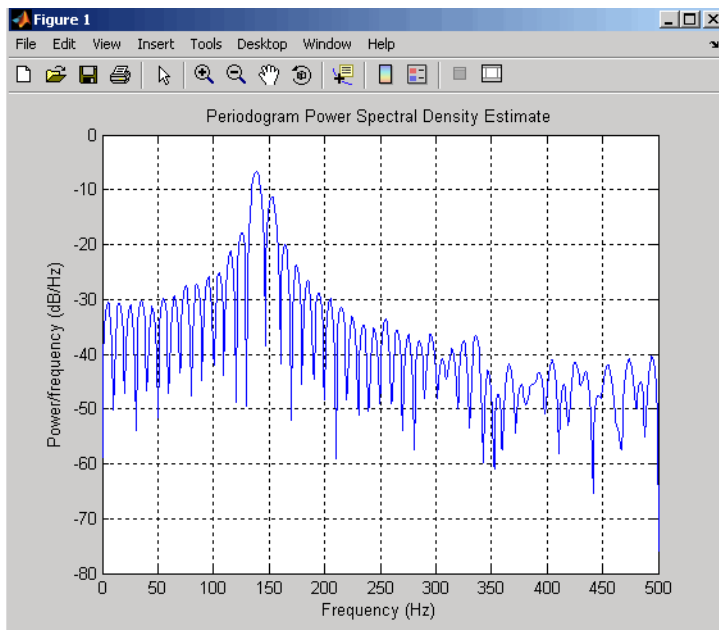 Figure 1
File Edit View Insert Tools Desktop Window Help
Periodogram Power Spectral Density Estimate
Power/frequency (dB/Hz)
0
-10
-20
-30
-40
-50
-60
-70
-80
0 50 100 150 200 250 300 350 400 450 500
Frequency (Hz)